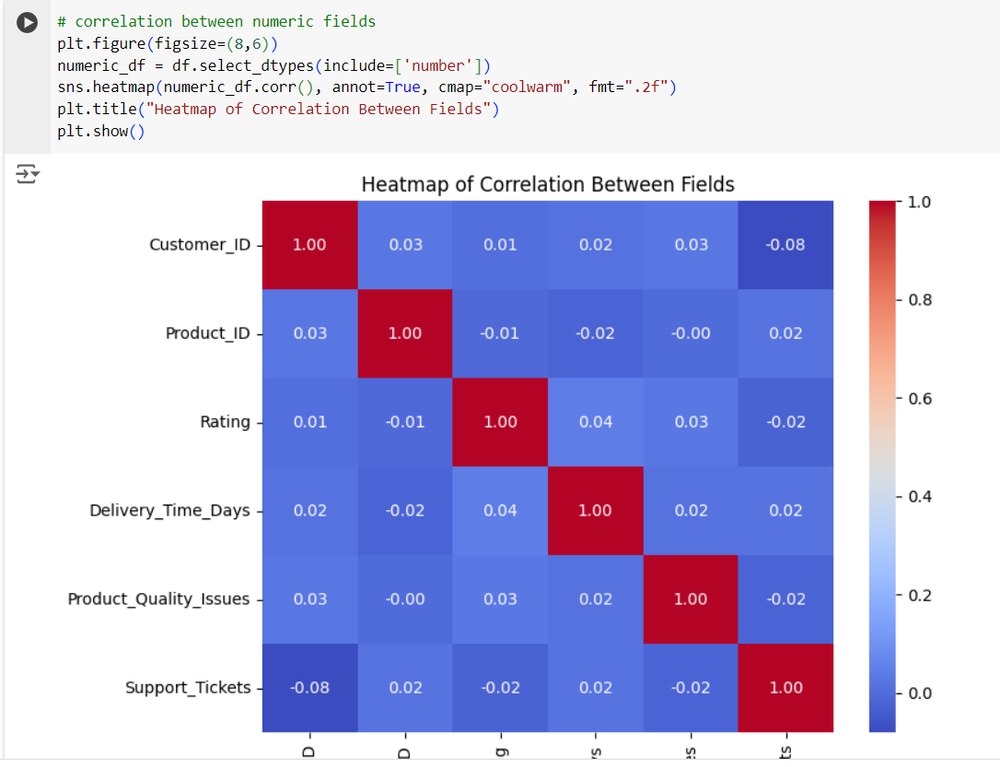 # correlation between numeric fields
plt.figure(figsize=(8,6))
numeric_df = df.select_dtypes(include=['number'])
sns.heatmap(numeric_df.corr(), annot=True, cmap="coolwarm", fmt=".2f")
plt.title("Heatmap of Correlation Between Fields")
plt.show()
Heatmap of Correlation Between Fields
Customer_ID 1.00 0.03 0.01 0.02 0.03 -0.08
Product_ID 0.03 1.00 -0.01 -0.02 -0.00 0.02
Rating 0.01 -0.01 1.00 0.04 0.03 -0.02
Delivery_Time_Days 0.02 -0.02 0.04 1.00 0.02 0.02
Product_Quality_Issues 0.03 -0.00 0.03 0.02 1.00 -0.02
Support_Tickets -0.08 0.02 -0.02 0.02 -0.02 1.00
1.0
0.8
0.6
0.4
0.2
0.0